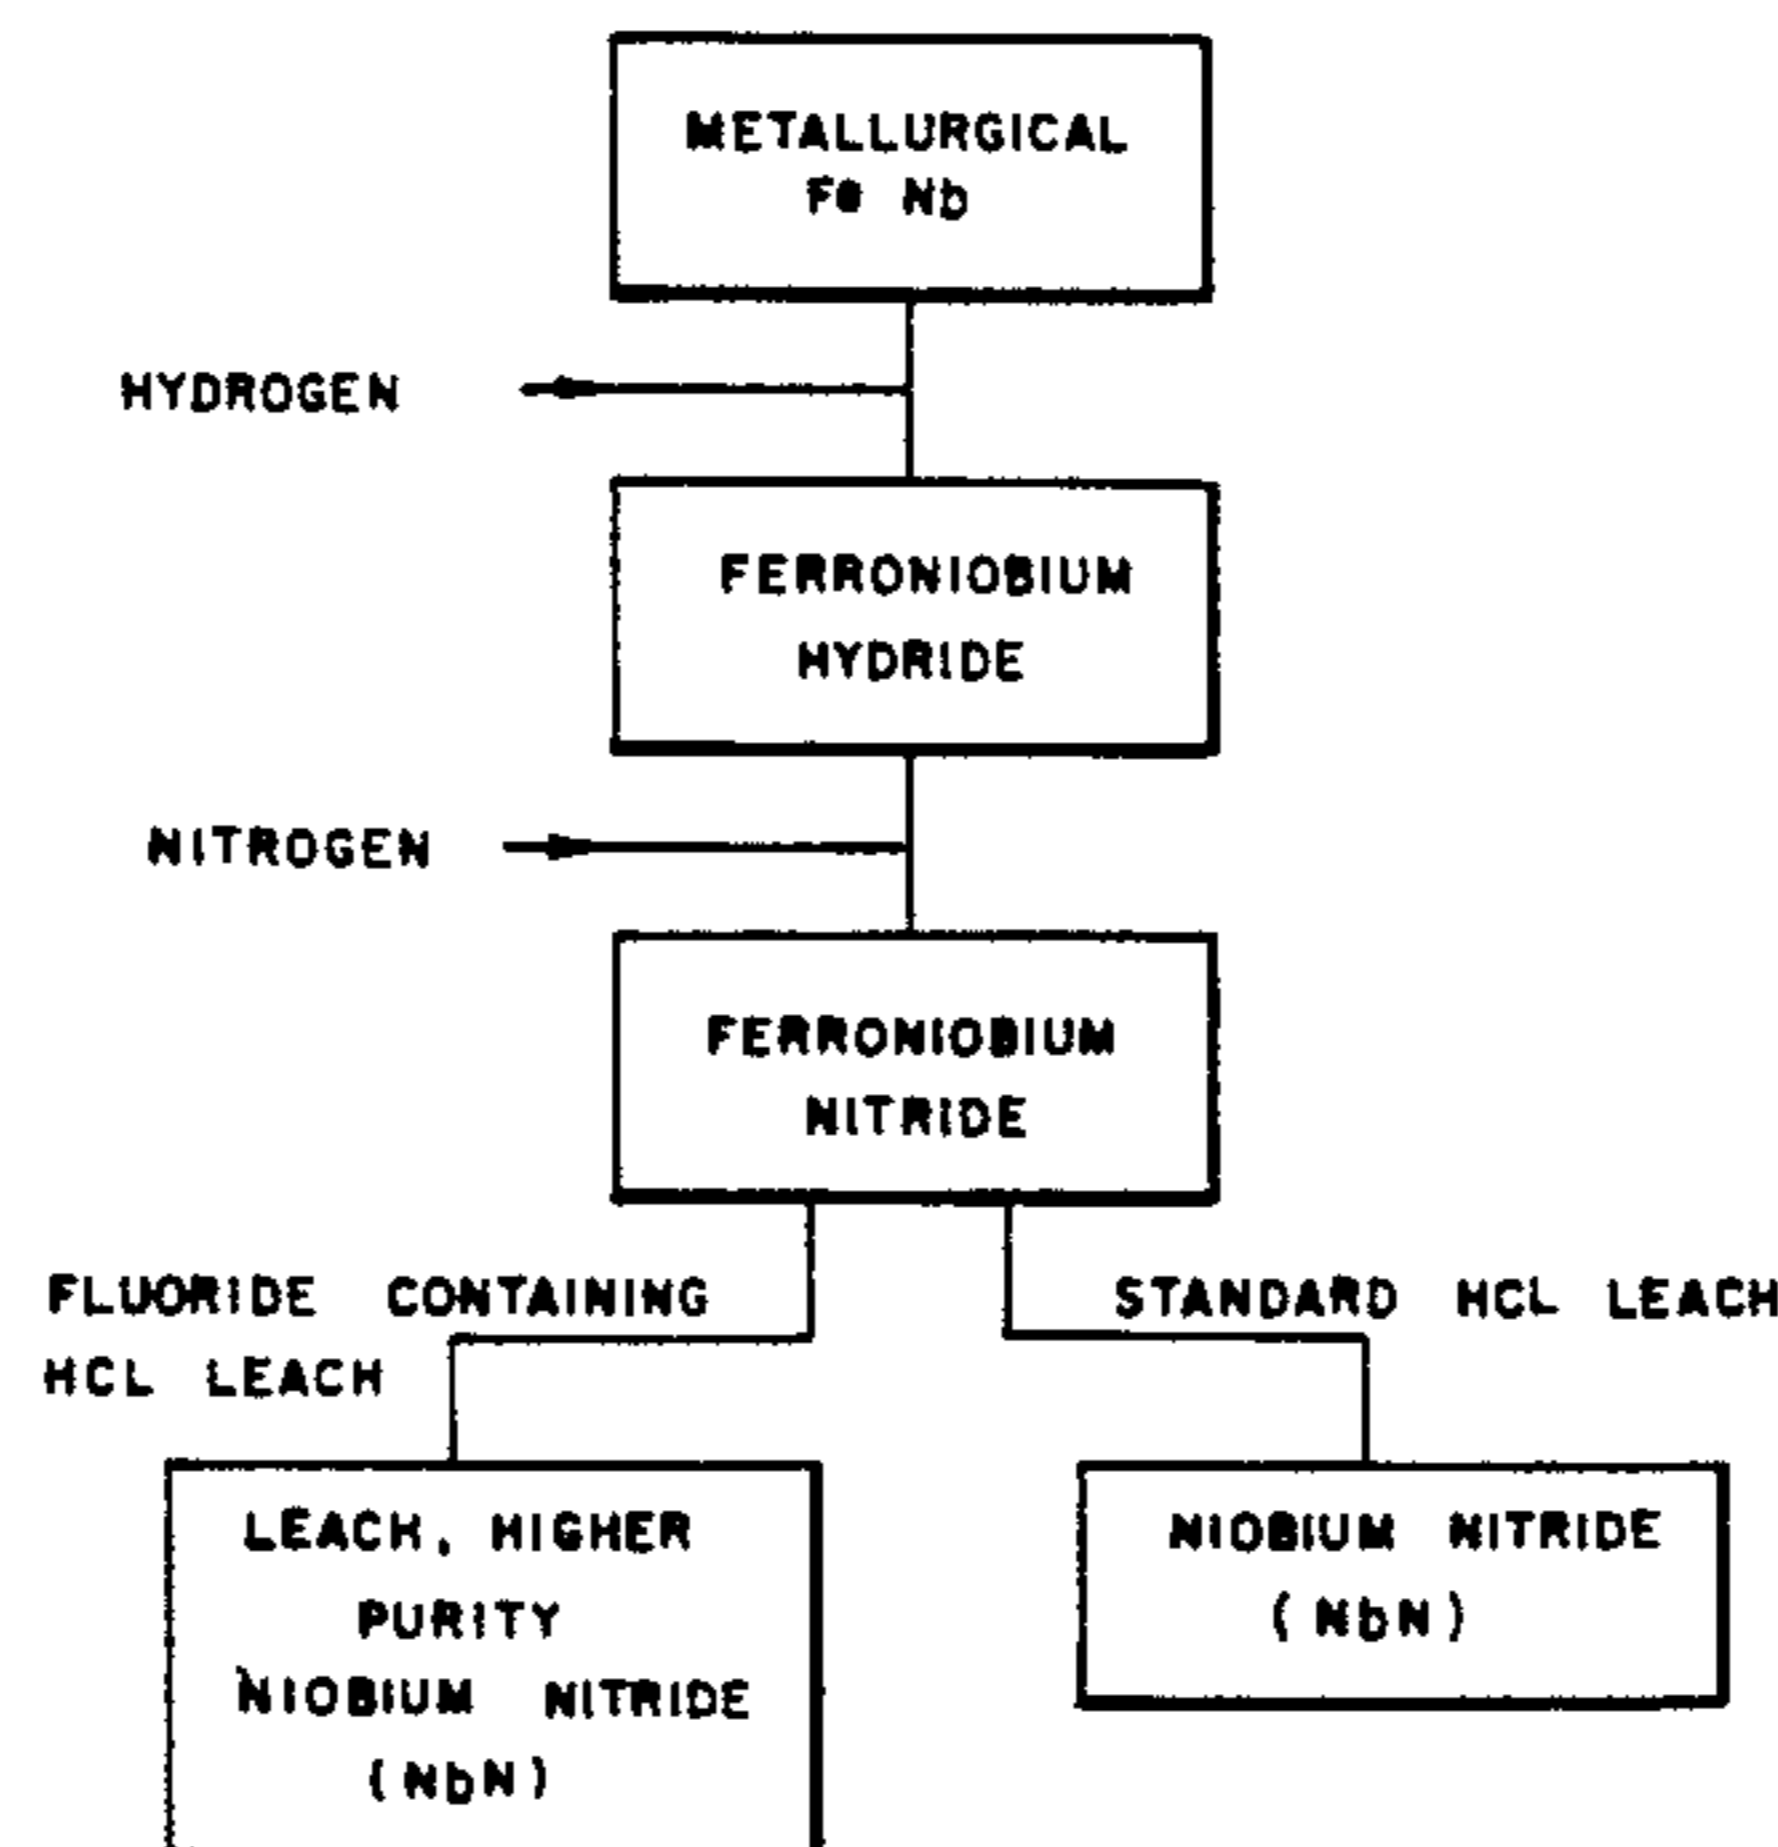 METALLURGICAL
Fe Nb
HYDROGEN
FERRONIOBIUM
HYDRIDE
NITROGEN
FERRONIOBIUM
NITRIDE
FLUORIDE CONTAINING
HCL LEACH
STANDARD HCL LEACH
LEACH, HIGHER
PURITY
NIOBIUM NITRIDE
(NbN)
NIOBIUM NITRIDE
(NbN)